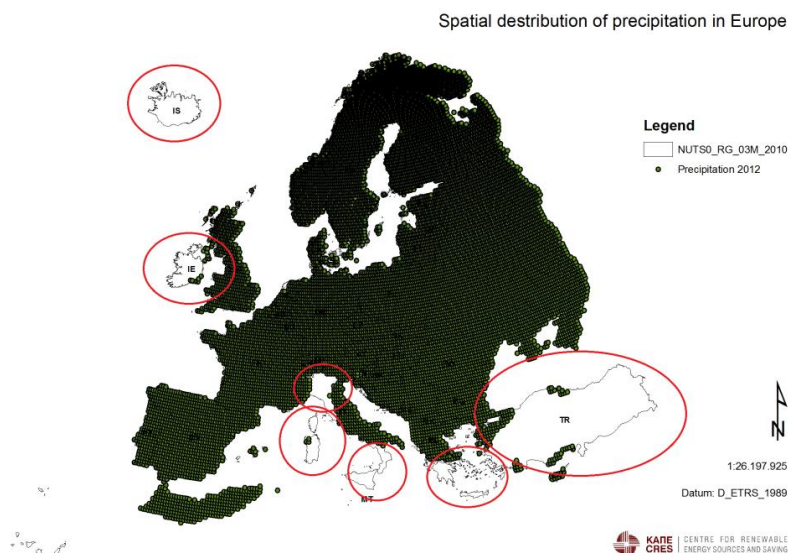 Spatial destribution of precipitation in Europe
Legend
NUTS0_RG_03M_2010
Precipitation 2012
IS
IE
TR
MT
N
1:26.197.925
Datum: D_ETRS_1989
ΚΑΠΕ CENTRE FOR RENEWABLE
CRES ENERGY SOURCES AND SAVING